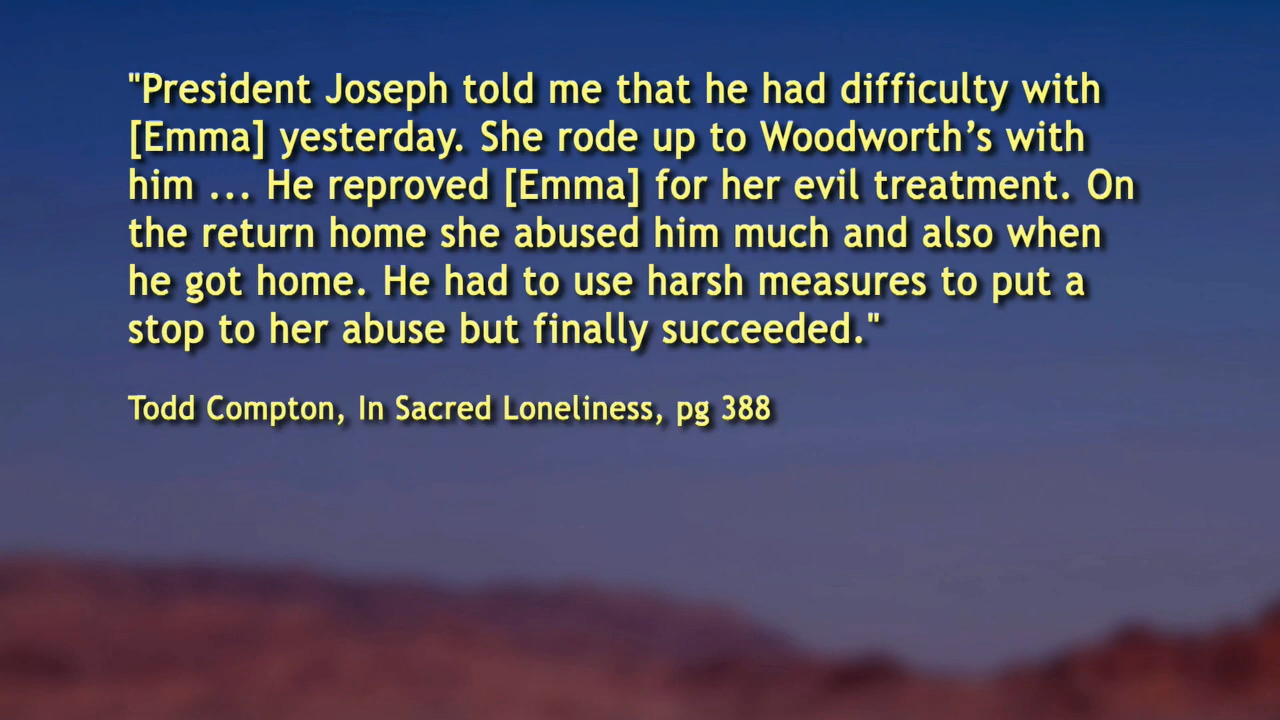 "President Joseph told me that he had difficulty with
[Emma] yesterday. She rode up to Woodworth’s with
him ... He reproved [Emma] for her evil treatment. On
the return home she abused him much and also when
he got home. He had to use harsh measures to put a
stop to her abuse but finally succeeded."
Todd Compton, In Sacred Loneliness, pg 388